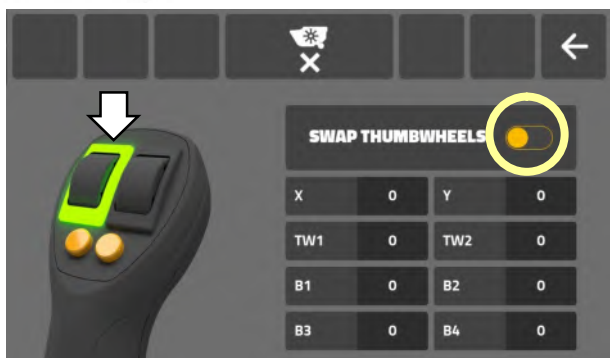 SWAP THUMBWHEELS
X 0 Y 0
TW1 0 TW2 0
B1 0 B2 0
B3 0 B4 0